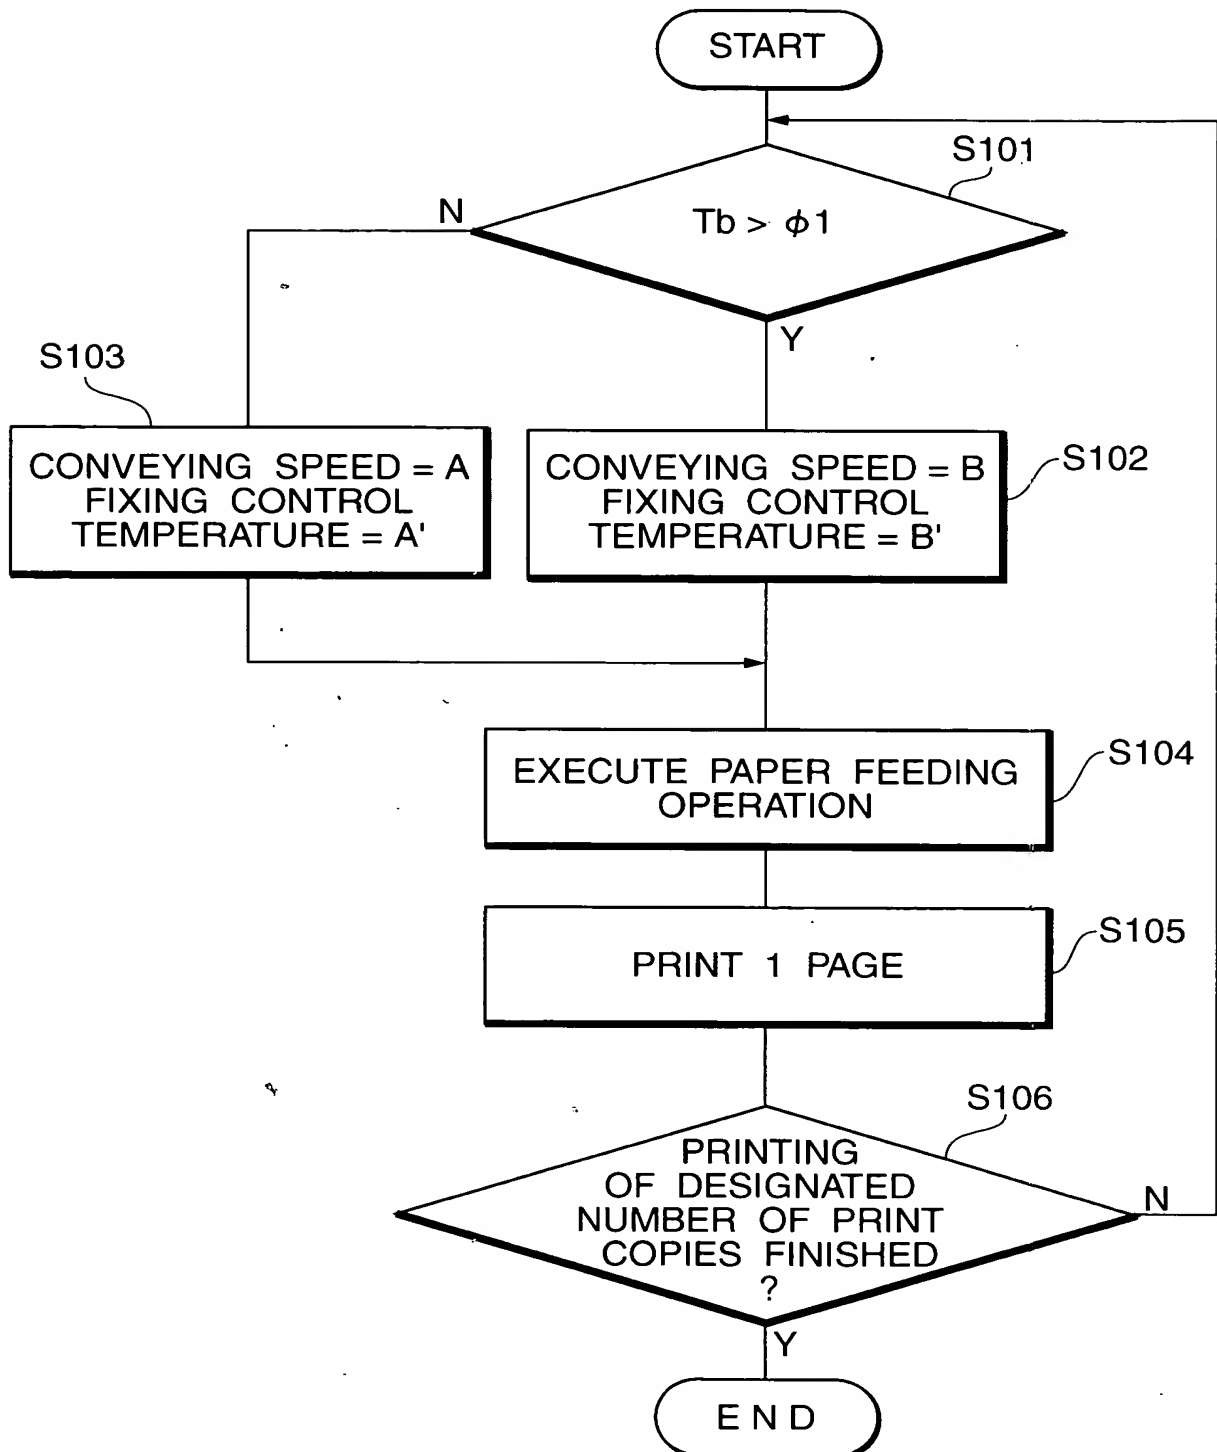 START
S101
N
Tb > φ1
Y
S103
CONVEYING SPEED = A
FIXING CONTROL
TEMPERATURE = A'
CONVEYING SPEED = B
FIXING CONTROL
TEMPERATURE = B'
S102
EXECUTE PAPER FEEDING
OPERATION
S104
PRINT 1 PAGE
S105
S106
PRINTING
OF DESIGNATED
NUMBER OF PRINT
COPIES FINISHED
?
N
Y
END